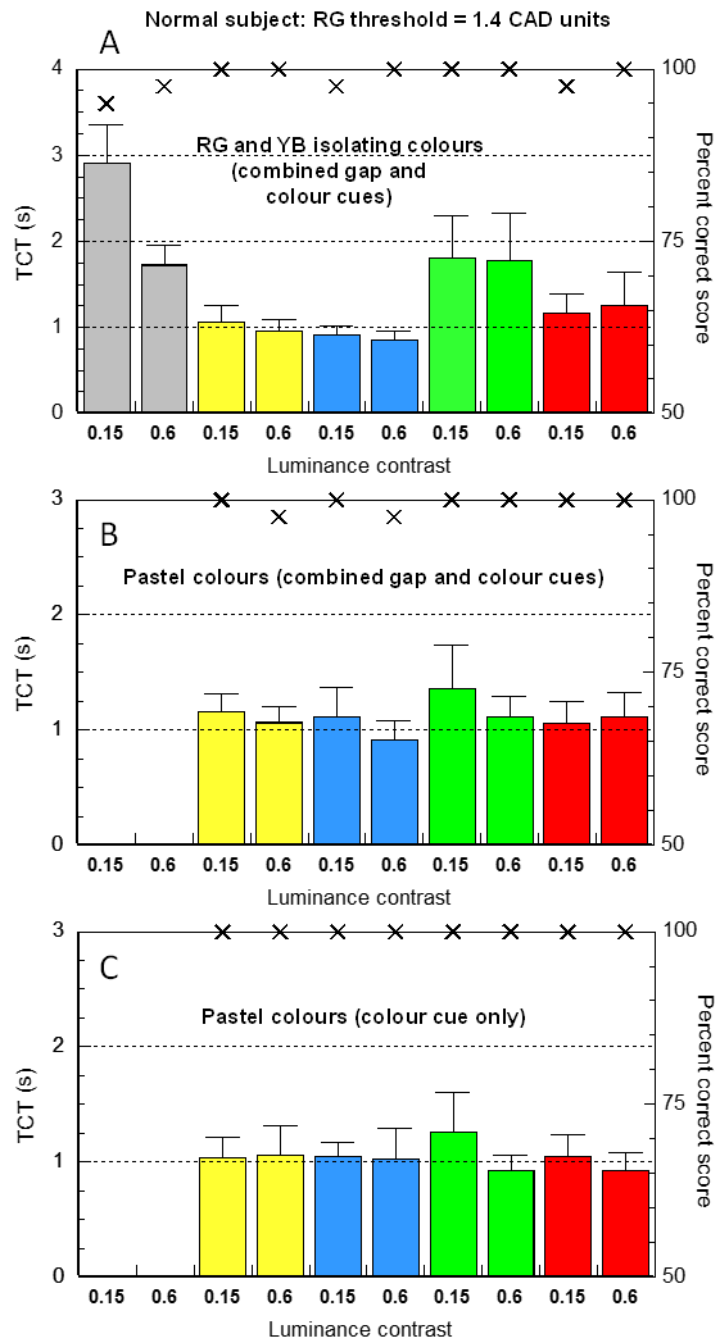 Normal subject: RG threshold = 1.4 CAD units
A
4
3
2
1
0
TCT (s)
RG and YB isolating colours
(combined gap and
colour cues)
100
75
50
Percent correct score
0.15 0.6 0.15 0.6 0.15 0.6 0.15 0.6 0.15 0.6
Luminance contrast
B
3
2
1
0
TCT (s)
Pastel colours (combined gap and colour cues)
100
75
50
Percent correct score
0.15 0.6 0.15 0.6 0.15 0.6 0.15 0.6 0.15 0.6
Luminance contrast
C
3
2
1
0
TCT (s)
Pastel colours (colour cue only)
100
75
50
Percent correct score
0.15 0.6 0.15 0.6 0.15 0.6 0.15 0.6 0.15 0.6
Luminance contrast